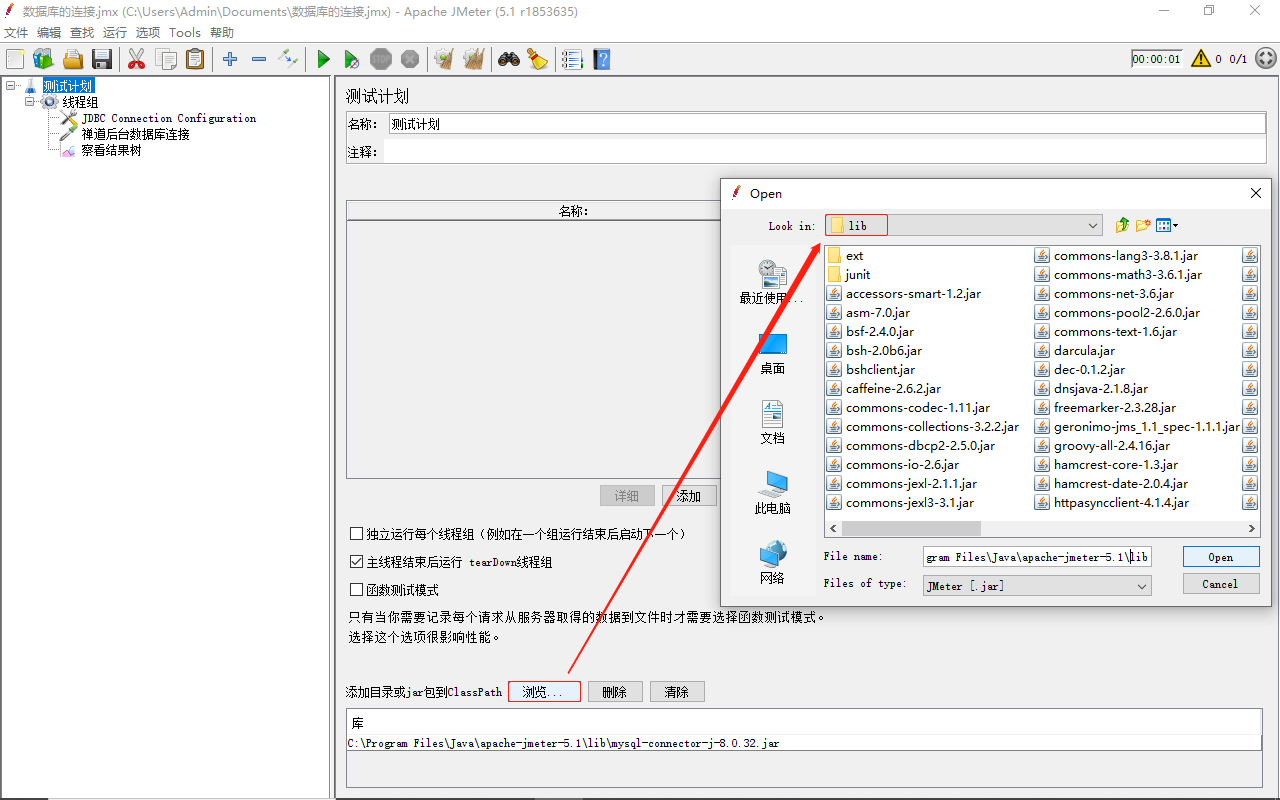 数据库的连接.jmx (C:\Users\Admin\Documents\数据库的连接.jmx) - Apache JMeter (5.1 r1853635)
文件 编辑 查找 运行 选项 Tools 帮助
STOP
00:00:01 0 0/1
测试计划
线程组
JDBC Connection Configuration
禅道后台数据库连接
察看结果树
测试计划
名称: 测试计划
注释:
名称:
详细 添加
独立运行每个线程组（例如在一个组运行结束后启动下一个）
主线程结束后运行 tearDown线程组
函数测试模式
只有当你需要记录每个请求从服务器取得的数据到文件时才需要选择函数测试模式。
选择这个选项很影响性能。
添加目录或jar包到ClassPath 浏览... 删除 清除
库
C:\Program Files\Java\apache-jmeter-5.1\lib\mysql-connector-j-8.0.32.jar
Open
Look in: lib
最近使用...
桌面
文档
此电脑
网络
ext
junit
accessors-smart-1.2.jar
asm-7.0.jar
bsf-2.4.0.jar
bsh-2.0b6.jar
bshclient.jar
caffeine-2.6.2.jar
commons-codec-1.11.jar
commons-collections-3.2.2.jar
commons-dbcp2-2.5.0.jar
commons-io-2.6.jar
commons-jexl-2.1.1.jar
commons-jexl3-3.1.jar
commons-lang3-3.8.1.jar
commons-math3-3.6.1.jar
commons-net-3.6.jar
commons-pool2-2.6.0.jar
commons-text-1.6.jar
darcula.jar
dec-0.1.2.jar
dnsjava-2.1.8.jar
freemarker-2.3.28.jar
geronimo-jms_1.1_spec-1.1.1.jar
groovy-all-2.4.16.jar
hamcrest-core-1.3.jar
hamcrest-date-2.0.4.jar
httpasyncclient-4.1.4.jar
File name: gram Files\Java\apache-jmeter-5.1\lib Open
Files of type: JMeter [.jar] Cancel